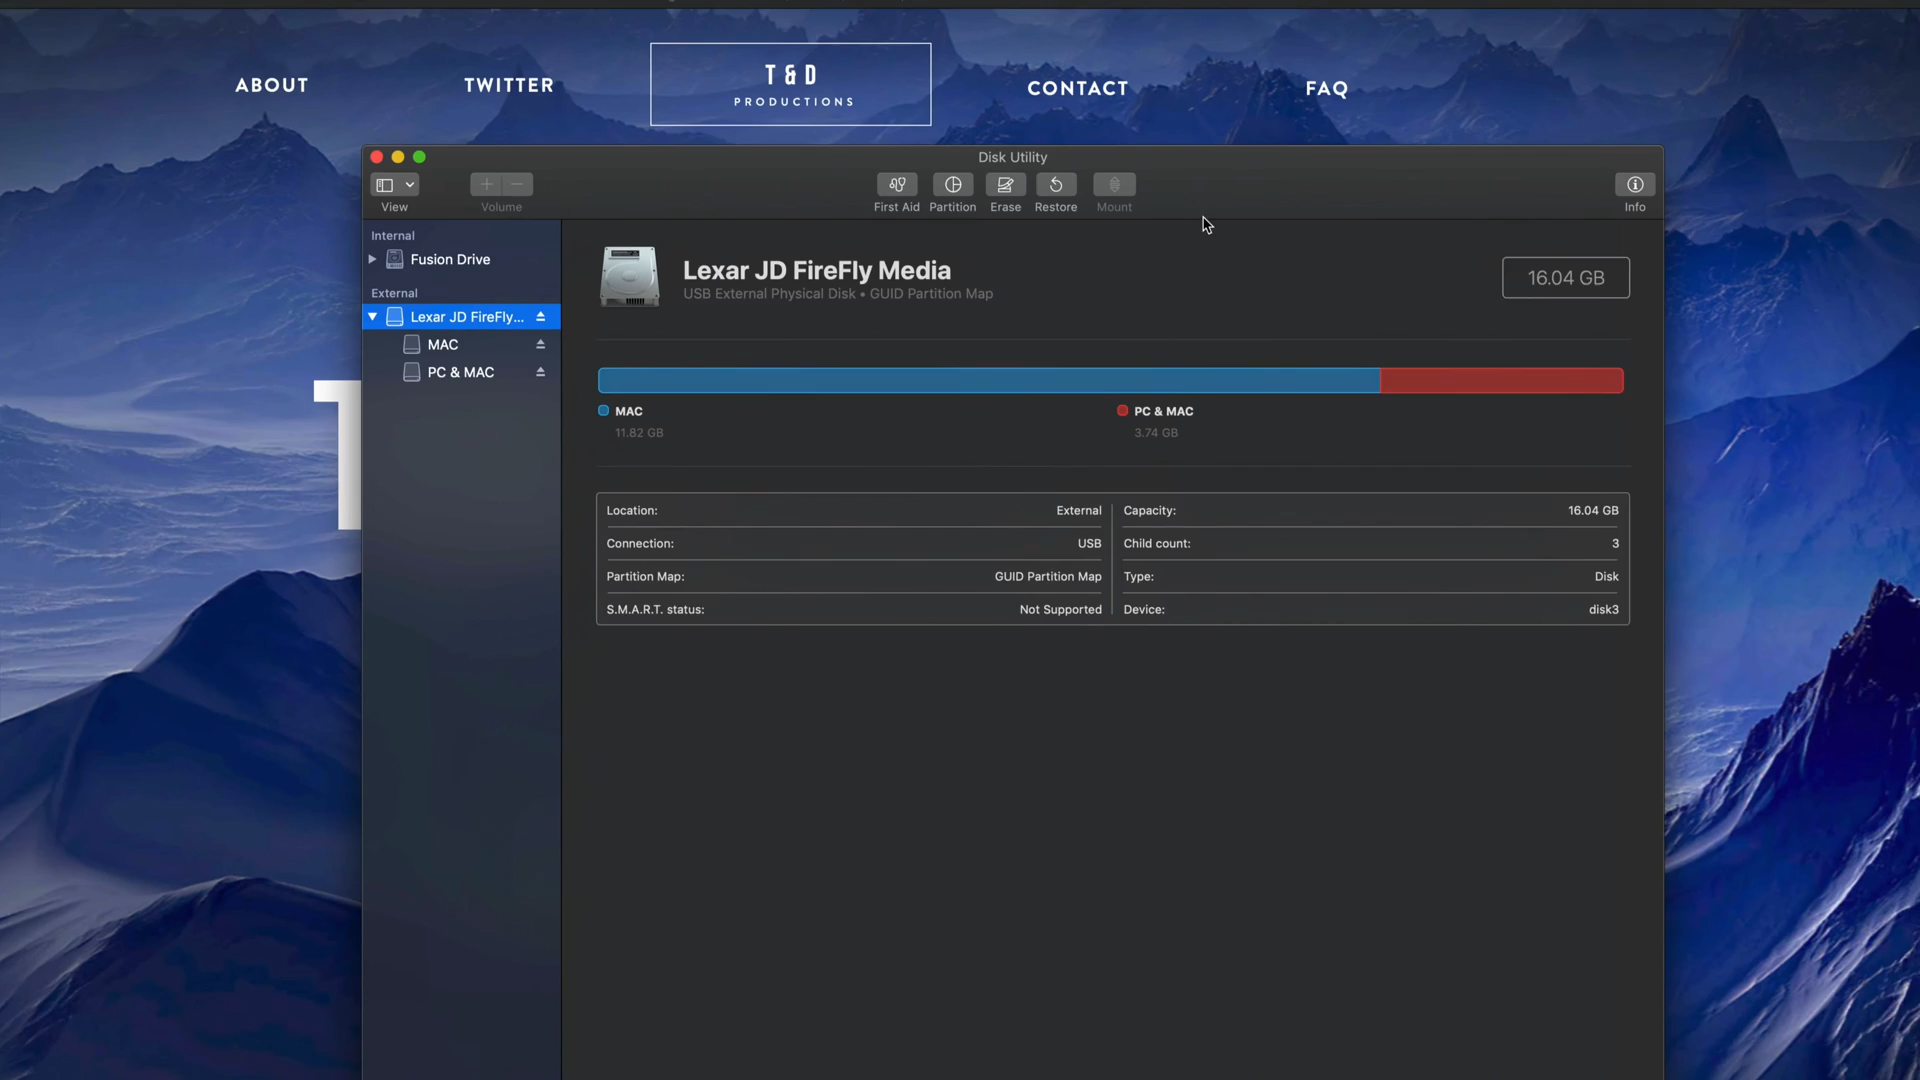 ABOUT
TWITTER
T & D
PRODUCTIONS
CONTACT
FAQ
Disk Utility
View
Volume
First Aid
Partition
Erase
Restore
Mount
Info
Internal
Fusion Drive
External
Lexar JD FireFly...
MAC
PC & MAC
Lexar JD FireFly Media
USB External Physical Disk • GUID Partition Map
16.04 GB
MAC
11.82 GB
PC & MAC
3.74 GB
Location: External
Connection: USB
Partition Map: GUID Partition Map
S.M.A.R.T. status: Not Supported
Capacity: 16.04 GB
Child count: 3
Type: Disk
Device: disk3
T